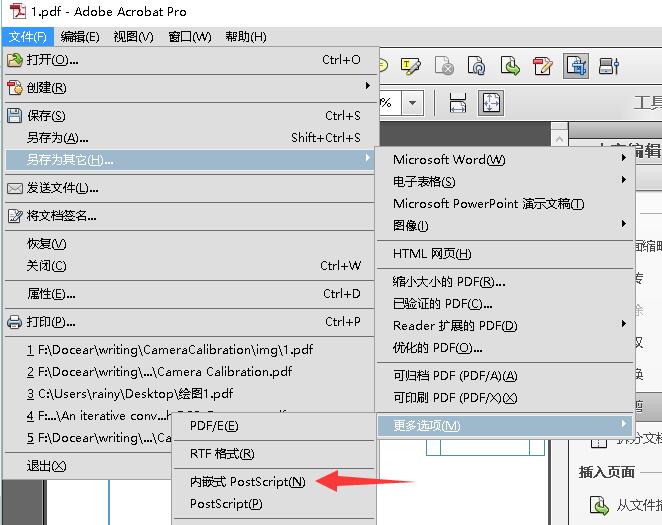 1.pdf - Adobe Acrobat Pro
文件(F) 编辑(E) 视图(V) 窗口(W) 帮助(H)
打开(O)... Ctrl+O
创建(R)
保存(S) Ctrl+S
另存为(A)... Shift+Ctrl+S
另存为其它(H)...
发送文件(L)...
将文档签名...
恢复(V)
关闭(C) Ctrl+W
属性(E)... Ctrl+D
打印(P)... Ctrl+P
1 F:\Docear\writing\CameraCalibration\img\1.pdf
2 F:\Docear\writing\...\Camera Calibration.pdf
3 C:\Users\rainy\Desktop\绘图1.pdf
4 F:...\An iterative conv...
5 F:\Docear\writing\...\Ca
退出(X)
%
工具
Microsoft Word(W)
电子表格(S)
Microsoft PowerPoint 演示文稿(T)
图像(I)
HTML 网页(H)
缩小大小的 PDF(R)...
已验证的 PDF(C)...
Reader 扩展的 PDF(D)
优化的 PDF(O)...
可归档 PDF (PDF/A)(A)
可印刷 PDF (PDF/X)(X)
更多选项(M)
PDF/E(E)
RTF 格式(R)
内嵌式 PostScript(N)
PostScript(P)
插入页面
从文件